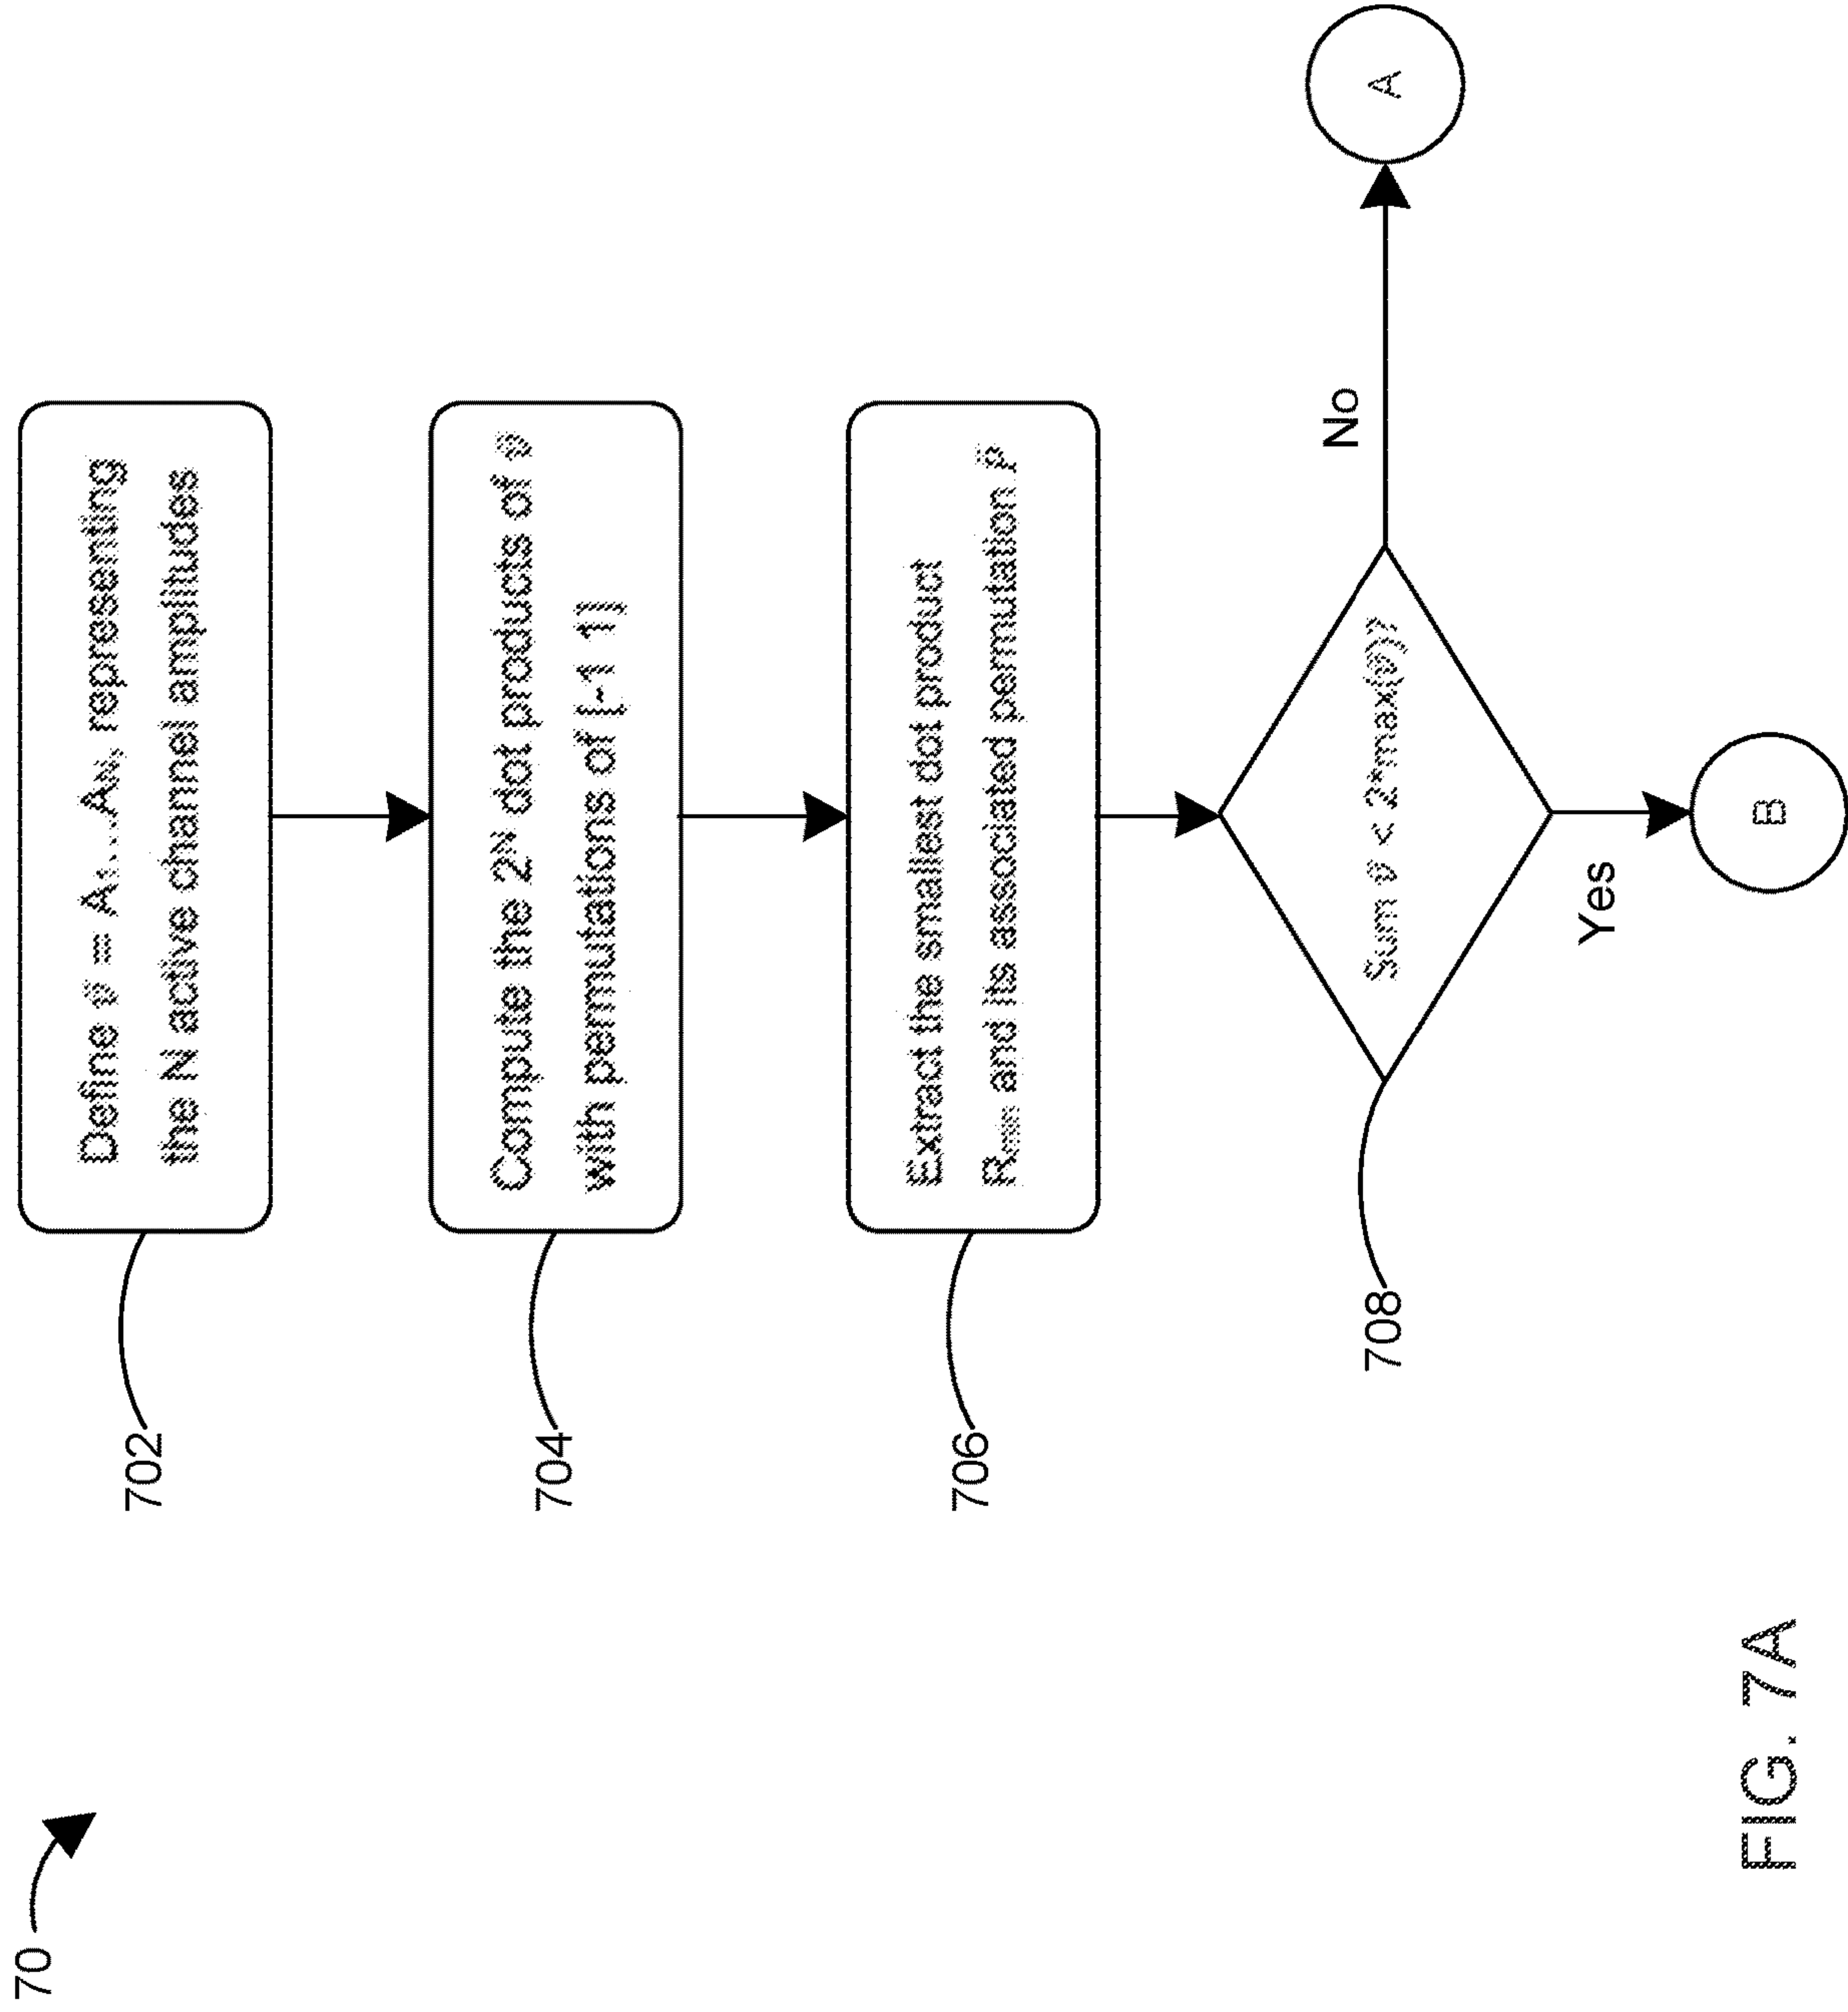 70
702
Define v⃗ = A₁...A_N, representing
the N active channel amplitudes
704
Compute the 2ᴺ dot products of v⃗
with permutations of [-1 1]
706
Extract the smallest dot product
R_min and its associated permutation p⃗
708
Sum v⃗ < 2*max(v⃗)?
No
A
Yes
B
FIG. 7A